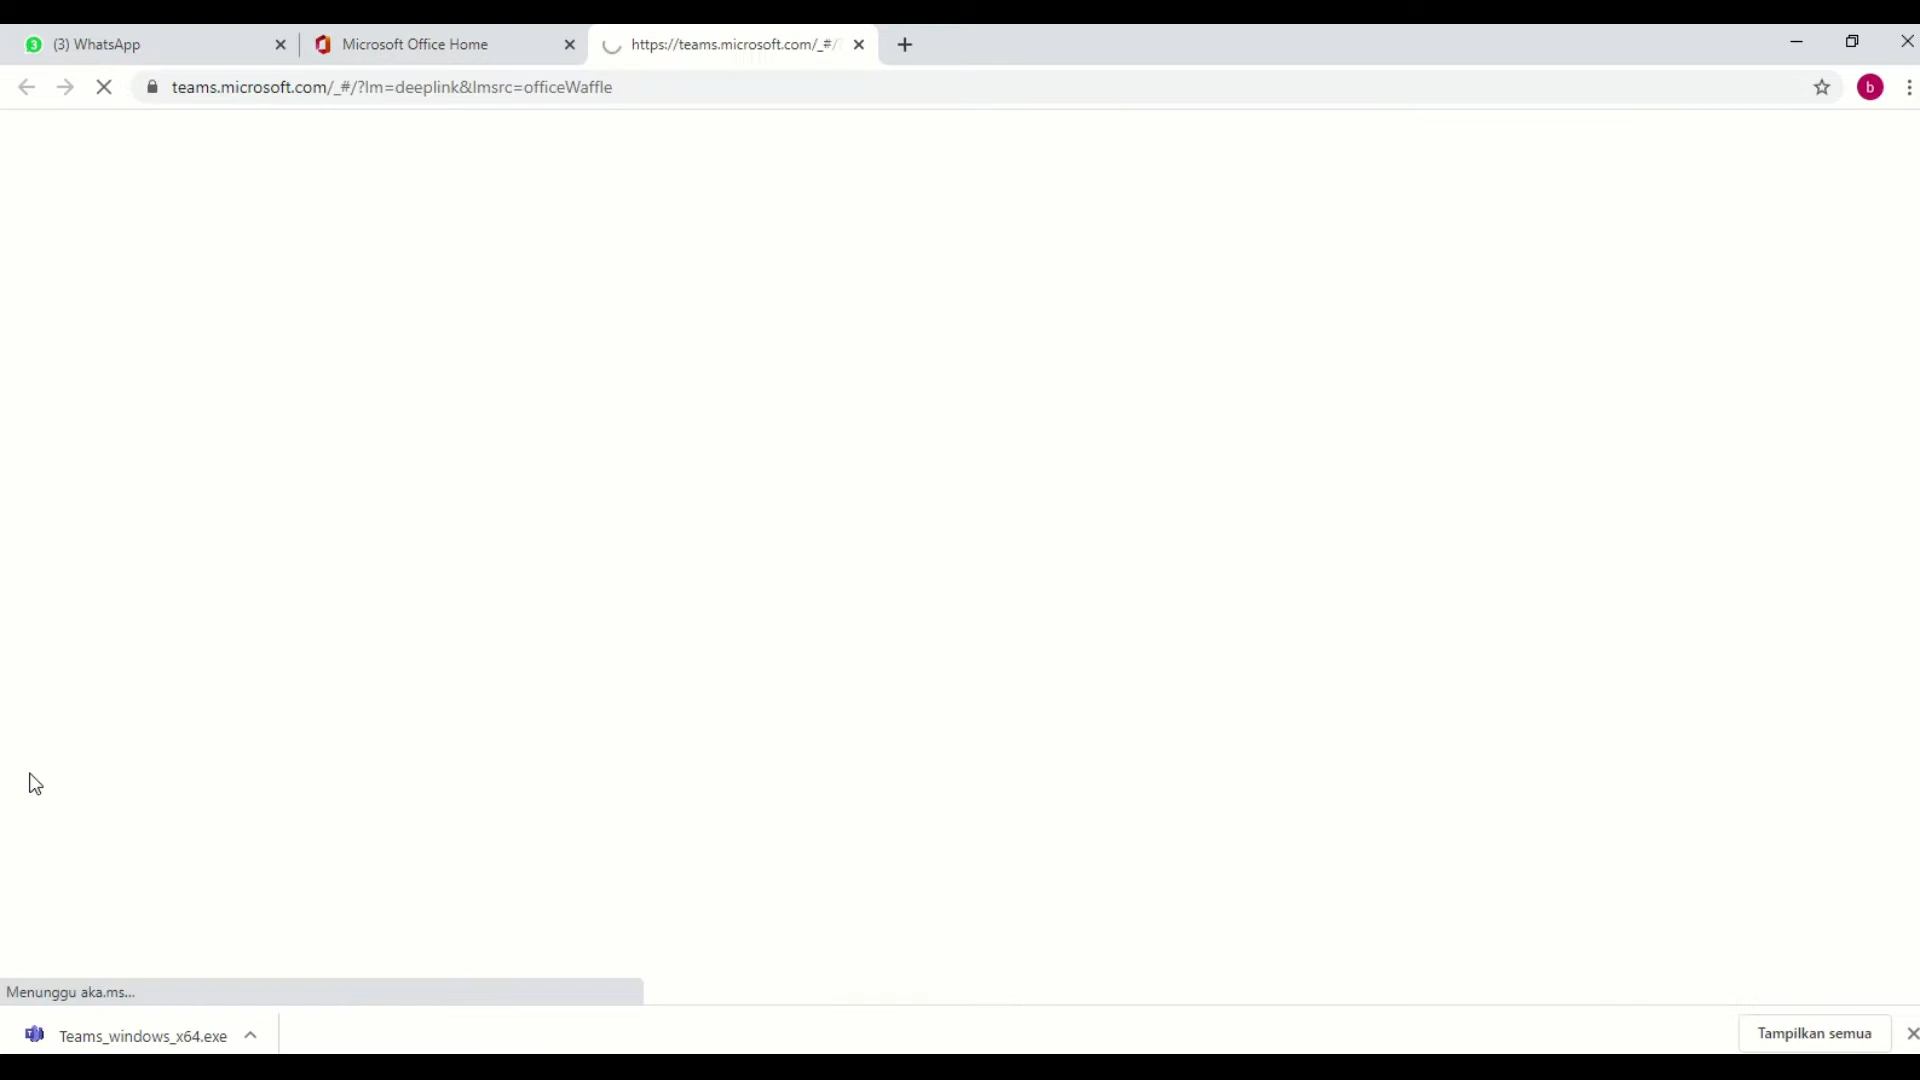 3
(3) WhatsApp
Microsoft Office Home
https://teams.microsoft.com/_#/
teams.microsoft.com/_#/?lm=deeplink&lmsrc=officeWaffle
b
Menunggu aka.ms...
Teams_windows_x64.exe
Tampilkan semua